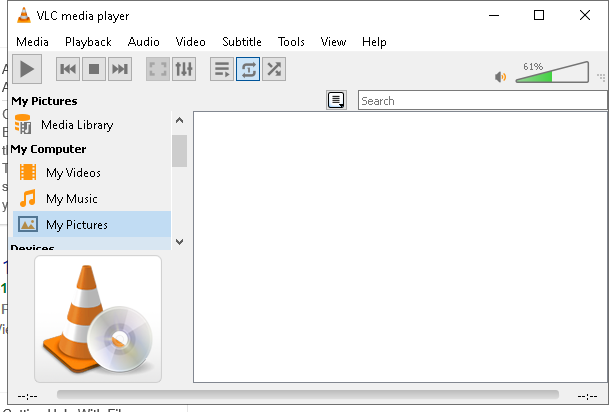 VLC media player
Media Playback Audio Video Subtitle Tools View Help
61%
My Pictures
Search
Media Library
My Computer
My Videos
My Music
My Pictures
Devices
--:-- --:--